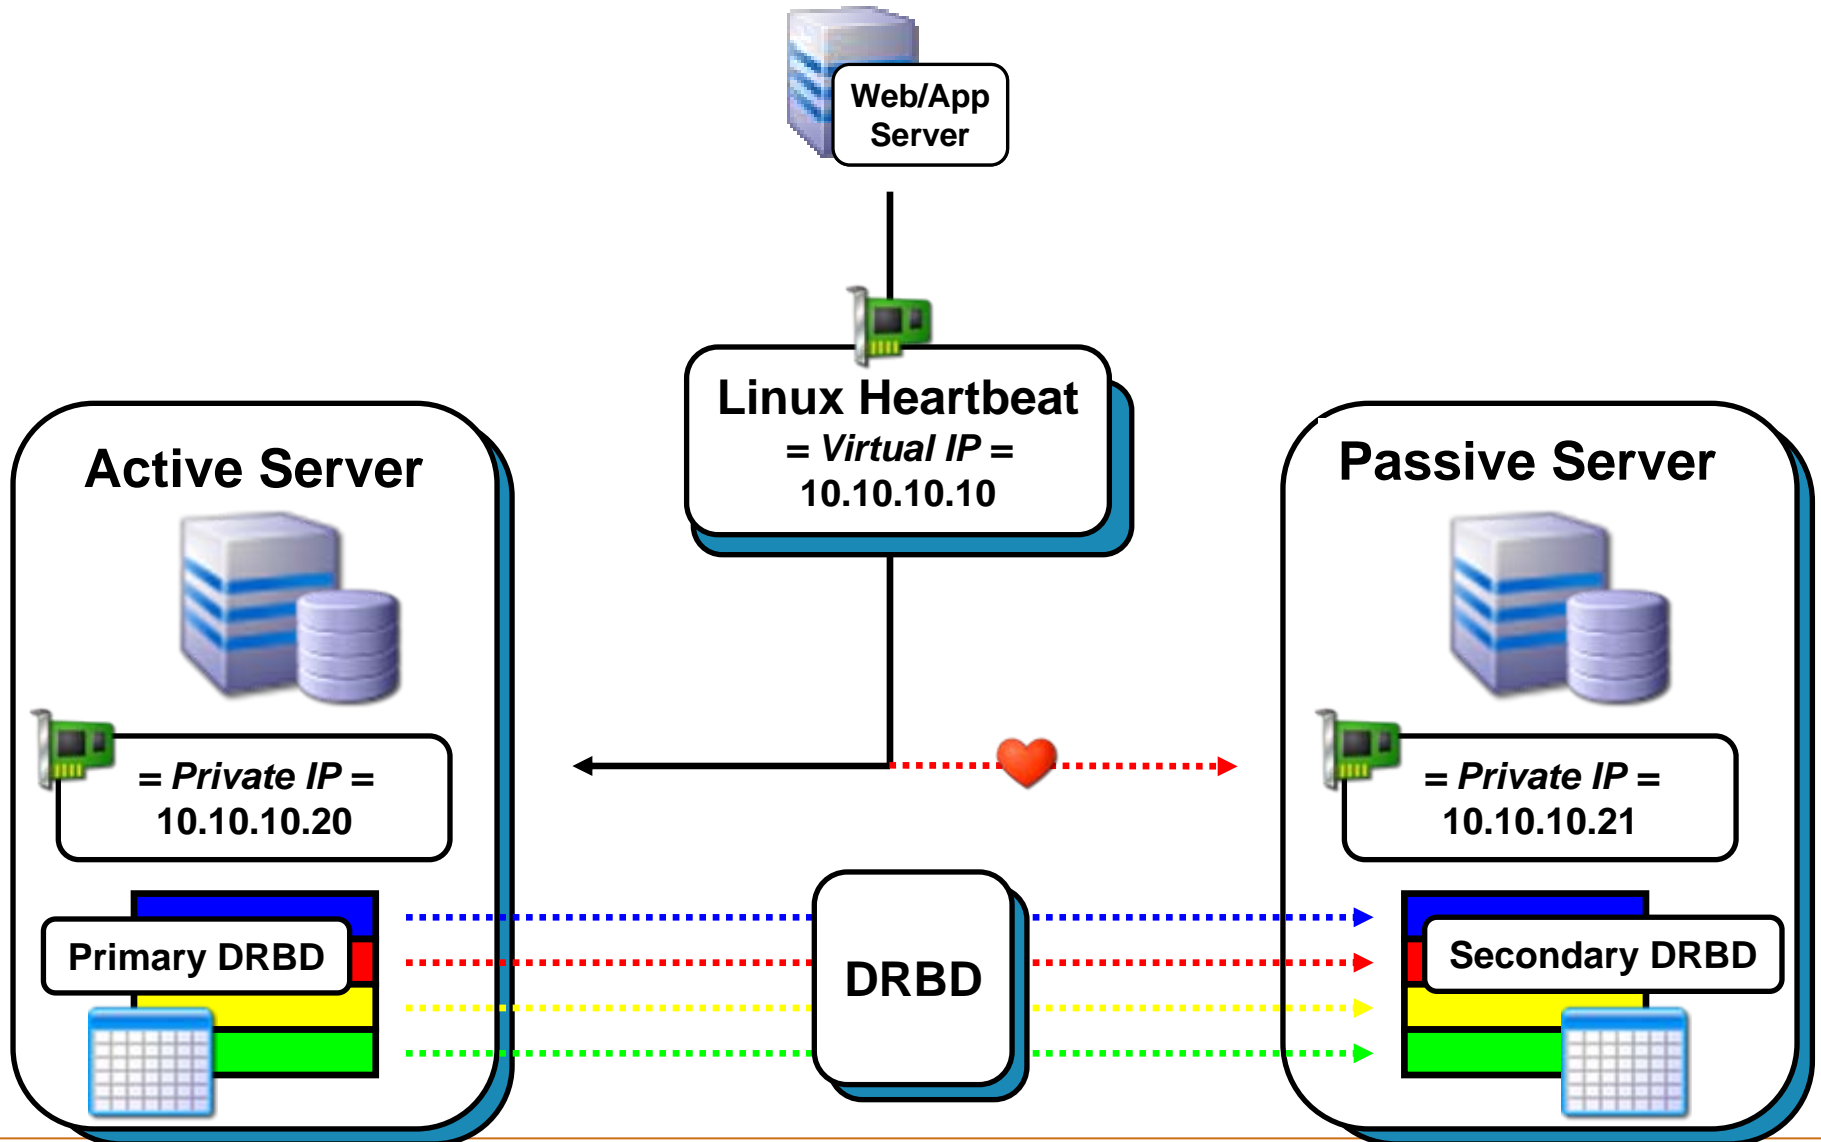 Web/App
Server
Linux Heartbeat
= Virtual IP =
10.10.10.10
Active Server
Passive Server
= Private IP =
10.10.10.20
= Private IP =
10.10.10.21
Primary DRBD
DRBD
Secondary DRBD